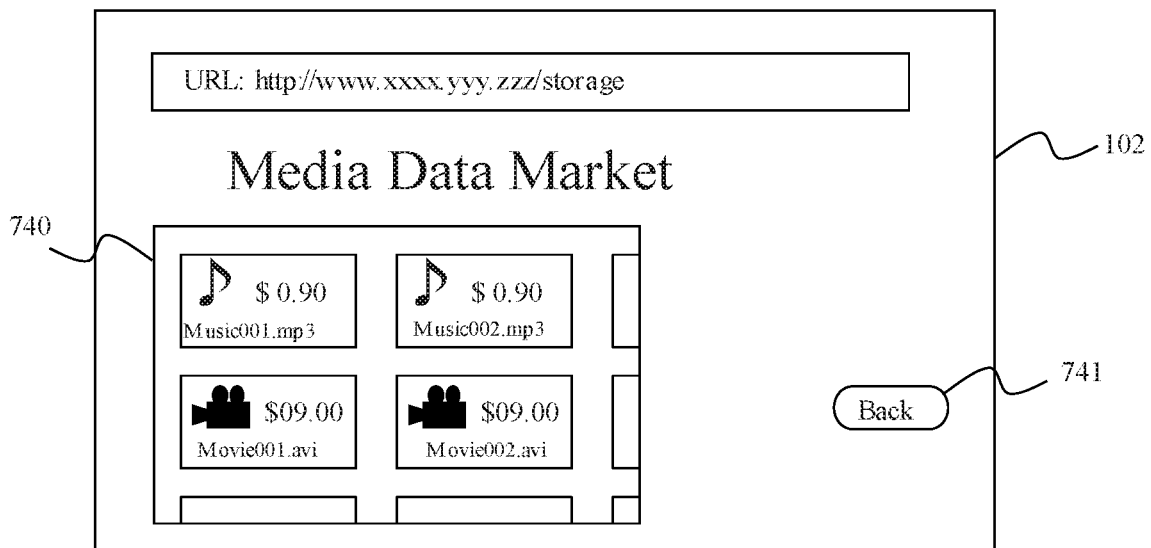 URL: http://www.xxxx.yyy.zzz/storage
102
Media Data Market
740
$ 0.90
$ 0.90
Music001.mp3
Music002.mp3
741
$09.00
$09.00
Back
Movie001.avi
Movie002.avi